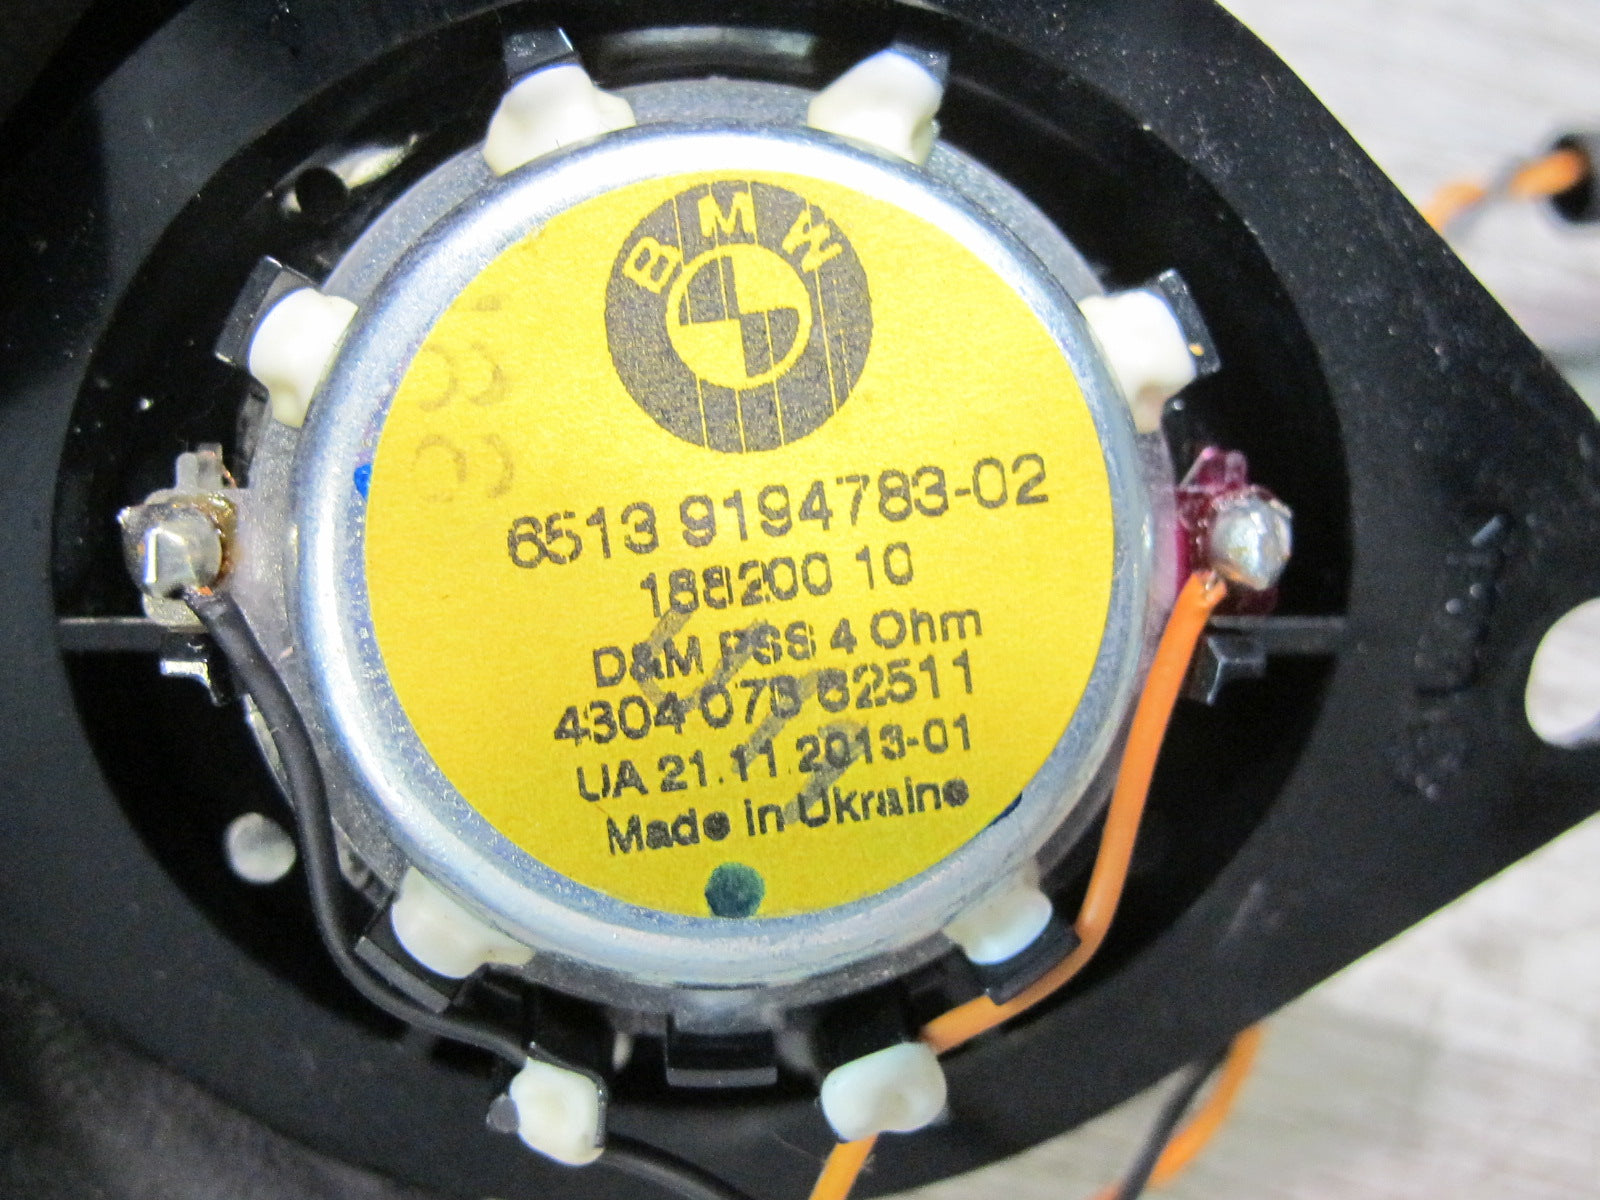 BMW
6513 9194783-02
188200 10
D&M PSS 4 Ohm
4304 078 62511
UA 21.11.2013-01
Made in Ukraine